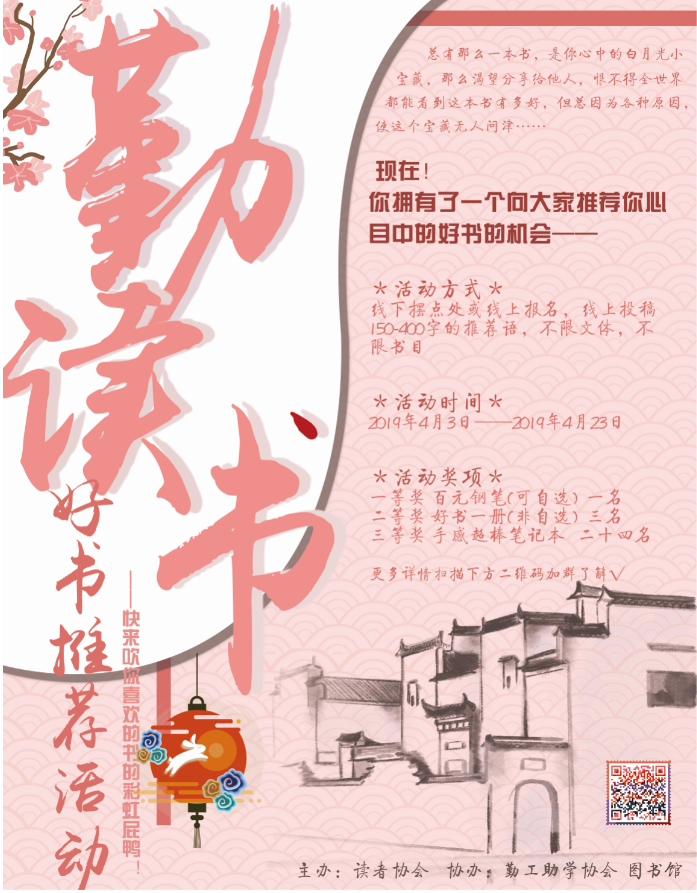 勤
读
书
好书推荐活动
——快来吹你喜欢的书的彩虹屁鸭！
总有那么一本书，是你心中的白月光小
宝藏，那么渴望分享给他人，恨不得全世界
都能看到这本书有多好，但总因为各种原因，
使这个宝藏无人问津……
现在！
你拥有了一个向大家推荐你心
目中的好书的机会——
＊活动方式＊
线下摆点处或线上报名，线上投稿
150-400字的推荐语，不限文体，不
限书目
＊活动时间＊
2019年4月3日——2019年4月23日
＊活动奖项＊
一等奖 百元钢笔(可自选) 一名
二等奖 好书一册(非自选) 三名
三等奖 手感超棒笔记本 二十四名
更多详情扫描下方二维码加群了解√
主办：读者协会 协办：勤工助学协会 图书馆